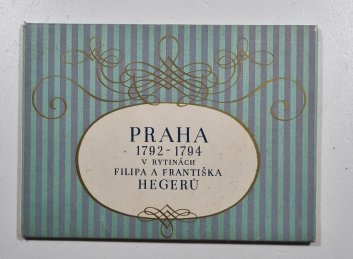 PRAHA
1792-1794
V RYTINÁCH
FILIPA A FRANTIŠKA
HEGERŮ